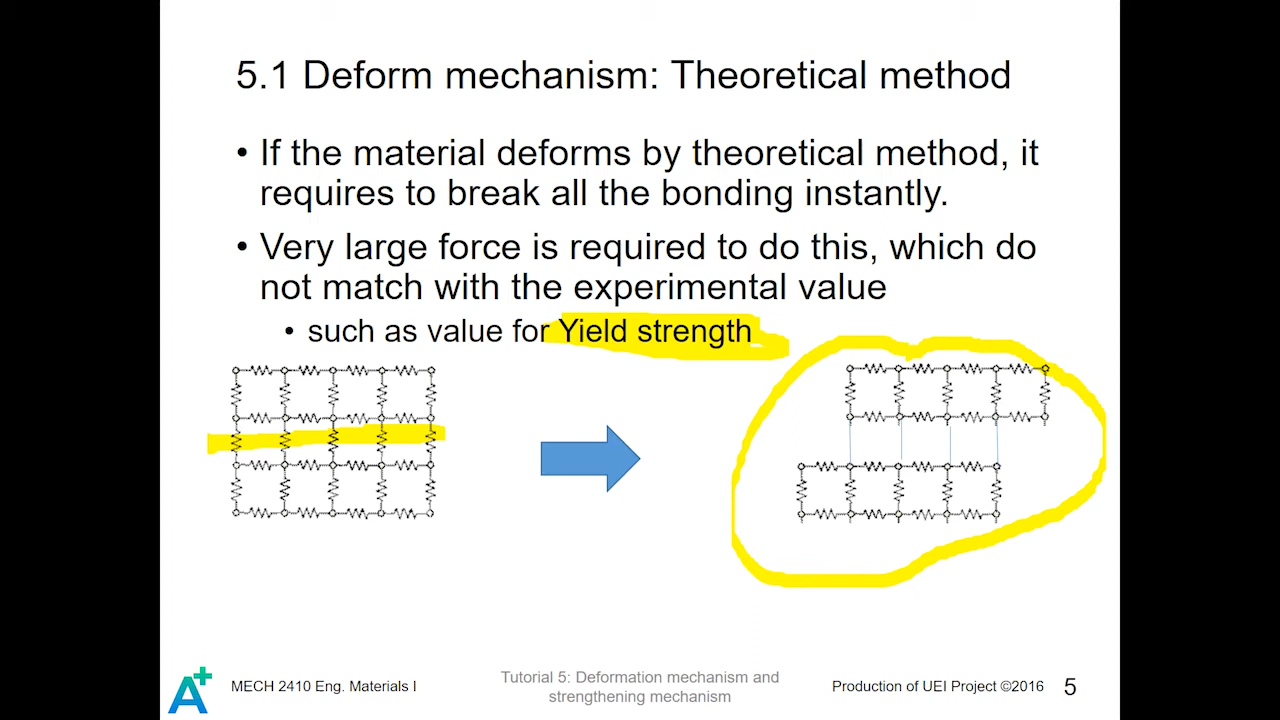 5.1 Deform mechanism: Theoretical method
• If the material deforms by theoretical method, it
requires to break all the bonding instantly.
• Very large force is required to do this, which do
not match with the experimental value
• such as value for Yield strength
A+
MECH 2410 Eng. Materials I
Tutorial 5: Deformation mechanism and
strengthening mechanism
Production of UEI Project ©2016
5